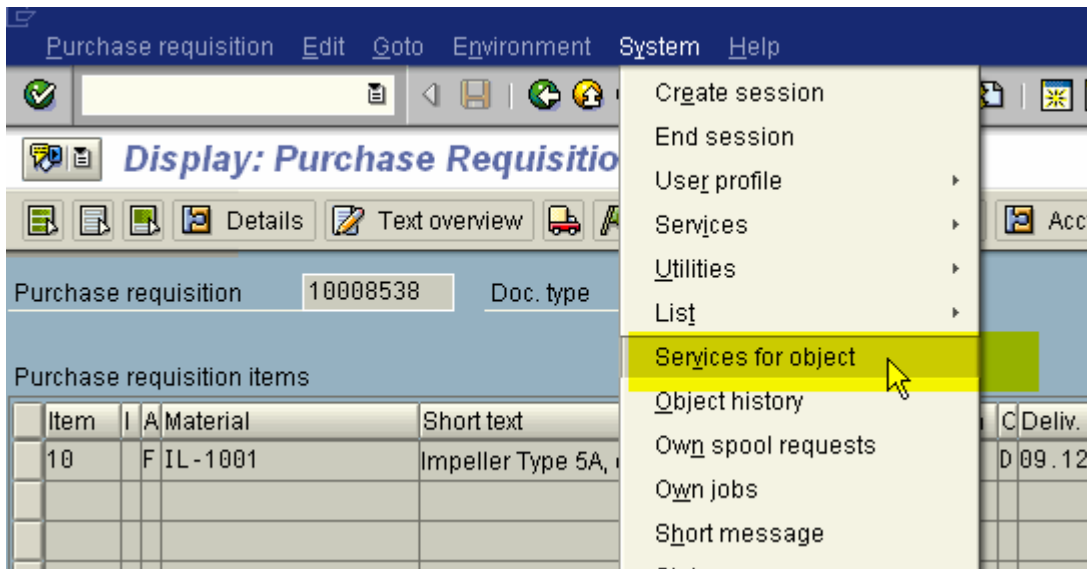 Purchase requisition Edit Goto Environment System Help
Create session
End session
Display: Purchase Requisitio
User profile
Details Text overview Services Acc
Utilities
Purchase requisition 10008538 Doc. type
List
Services for object
Purchase requisition items
Object history
Item I A Material Short text C Deliv.
Own spool requests
10 F IL-1001 Impeller Type 5A, D 09.12
Own jobs
Short message